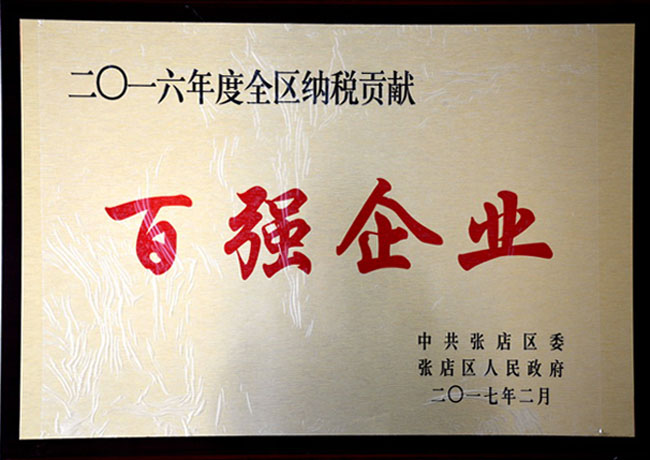 二〇一六年度全区纳税贡献
百强企业
中共张店区委
张店区人民政府
二〇一七年二月